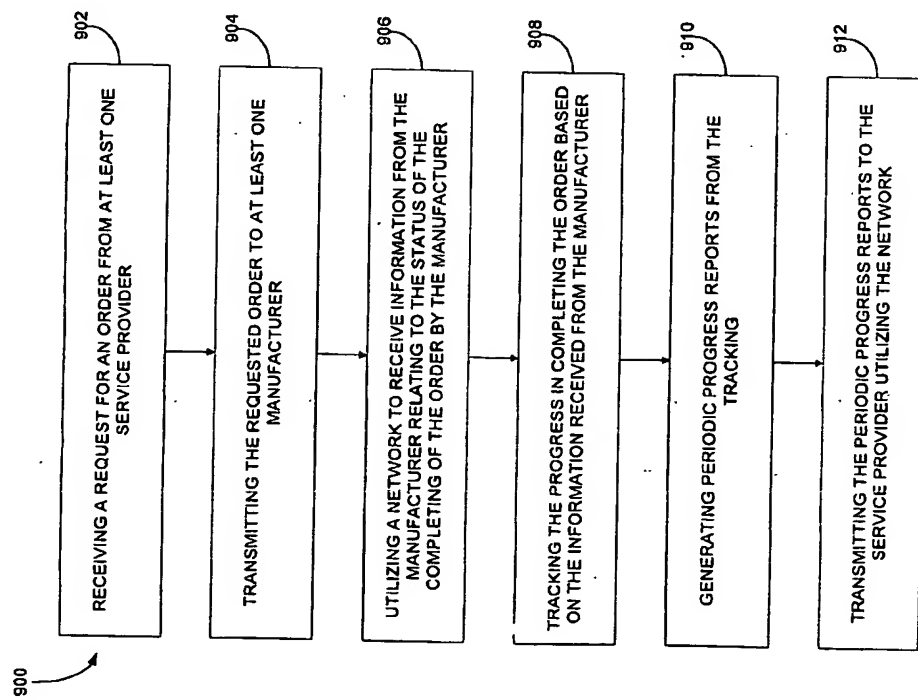 900
902
RECEIVING A REQUEST FOR AN ORDER FROM AT LEAST ONE
SERVICE PROVIDER
904
TRANSMITTING THE REQUESTED ORDER TO AT LEAST ONE
MANUFACTURER
906
UTILIZING A NETWORK TO RECEIVE INFORMATION FROM THE
MANUFACTURER RELATING TO THE STATUS OF THE
COMPLETING OF THE ORDER BY THE MANUFACTURER
908
TRACKING THE PROGRESS IN COMPLETING THE ORDER BASED
ON THE INFORMATION RECEIVED FROM THE MANUFACTURER
910
GENERATING PERIODIC PROGRESS REPORTS FROM THE
TRACKING
912
TRANSMITTING THE PERIODIC PROGRESS REPORTS TO THE
SERVICE PROVIDER UTILIZING THE NETWORK